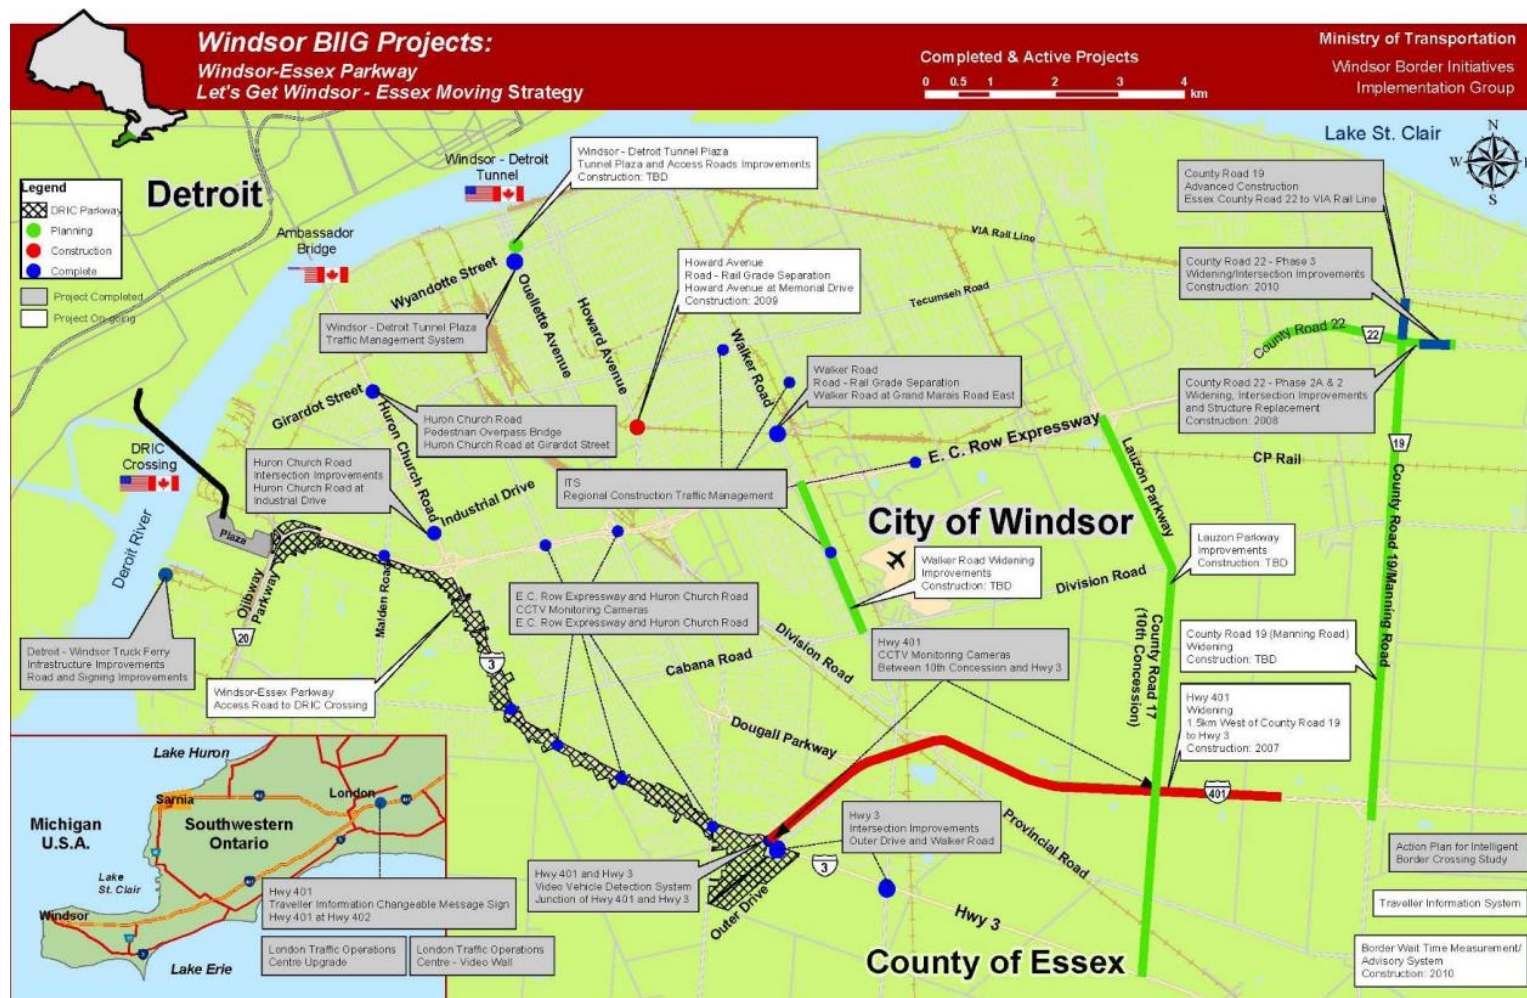 Windsor BIIG Projects:
Windsor-Essex Parkway
Let's Get Windsor - Essex Moving Strategy
Completed & Active Projects
0 0.5 1 2 3 4
km
Ministry of Transportation
Windsor Border Initiatives
Implementation Group
Legend
DRIC Parkway
Planning
Construction
Complete
Project Completed
Project On-going
Detroit
Windsor - Detroit
Tunnel
Ambassador
Bridge
Windsor - Detroit Tunnel Plaza
Tunnel Plaza and Access Roads Improvements
Construction: TBD
Lake St. Clair
N
W
S
County Road 19
Advanced Construction
Essex County Road 22 to VIA Rail Line
VIA Rail Line
Wyandotte Street
Ouellette Avenue
Howard Avenue
Howard Avenue
Road - Rail Grade Separation
Howard Avenue at Memorial Drive
Construction: 2009
Tecumseh Road
County Road 22 - Phase 3
Widening/Intersection Improvements
Construction: 2010
Windsor - Detroit Tunnel Plaza
Traffic Management System
Walker Road
County Road 22
22
Walker Road
Road - Rail Grade Separation
Walker Road at Grand Marais Road East
County Road 22 - Phase 2A & 2
Widening, Intersection Improvements
and Structure Replacement
Construction: 2008
Girardot Street
Huron Church Road
Huron Church Road
Pedestrian Overpass Bridge
Huron Church Road at Girardot Street
E. C. Row Expressway
Lauzon Parkway
CP Rail
19
County Road 19/Manning Road
DRIC
Crossing
Huron Church Road
Intersection Improvements
Huron Church Road at
Industrial Drive
Industrial Drive
ITS
Regional Construction Traffic Management
City of Windsor
Plaza
Deroit River
Ojibway
Parkway
20
Malden Road
Walker Road Widening
Improvements
Construction: TBD
Division Road
Lauzon Parkway
Improvements
Construction: TBD
E.C. Row Expressway and Huron Church Road
CCTV Monitoring Cameras
E.C. Row Expressway and Huron Church Road
Division Road
Cabana Road
3
Hwy 401
CCTV Monitoring Cameras
Between 10th Concession and Hwy 3
County Road 17
(10th Concession)
County Road 19 (Manning Road)
Widening
Construction: TBD
Detroit - Windsor Truck Ferry
Infrastructure Improvements
Road and Signing Improvements
Windsor-Essex Parkway
Access Road to DRIC Crossing
Hwy 401
Widening
1.5km West of County Road 19
to Hwy 3
Construction: 2007
Dougall Parkway
401
Provincial Road
Hwy 3
Intersection Improvements
Outer Drive and Walker Road
Hwy 401 and Hwy 3
Video Vehicle Detection System
Junction of Hwy 401 and Hwy 3
3
Outer Drive
Hwy 3
County of Essex
Action Plan for Intelligent
Border Crossing Study
Traveller Information System
Border Wait Time Measurement/
Advisory System
Construction: 2010
Lake Huron
Sarnia
London
Michigan
U.S.A.
Southwestern
Ontario
Lake
St. Clair
Windsor
Lake Erie
Hwy 401
Traveller Imformation Changeable Message Sign
Hwy 401 at Hwy 402
London Traffic Operations
Centre Upgrade
London Traffic Operations
Centre - Video Wall